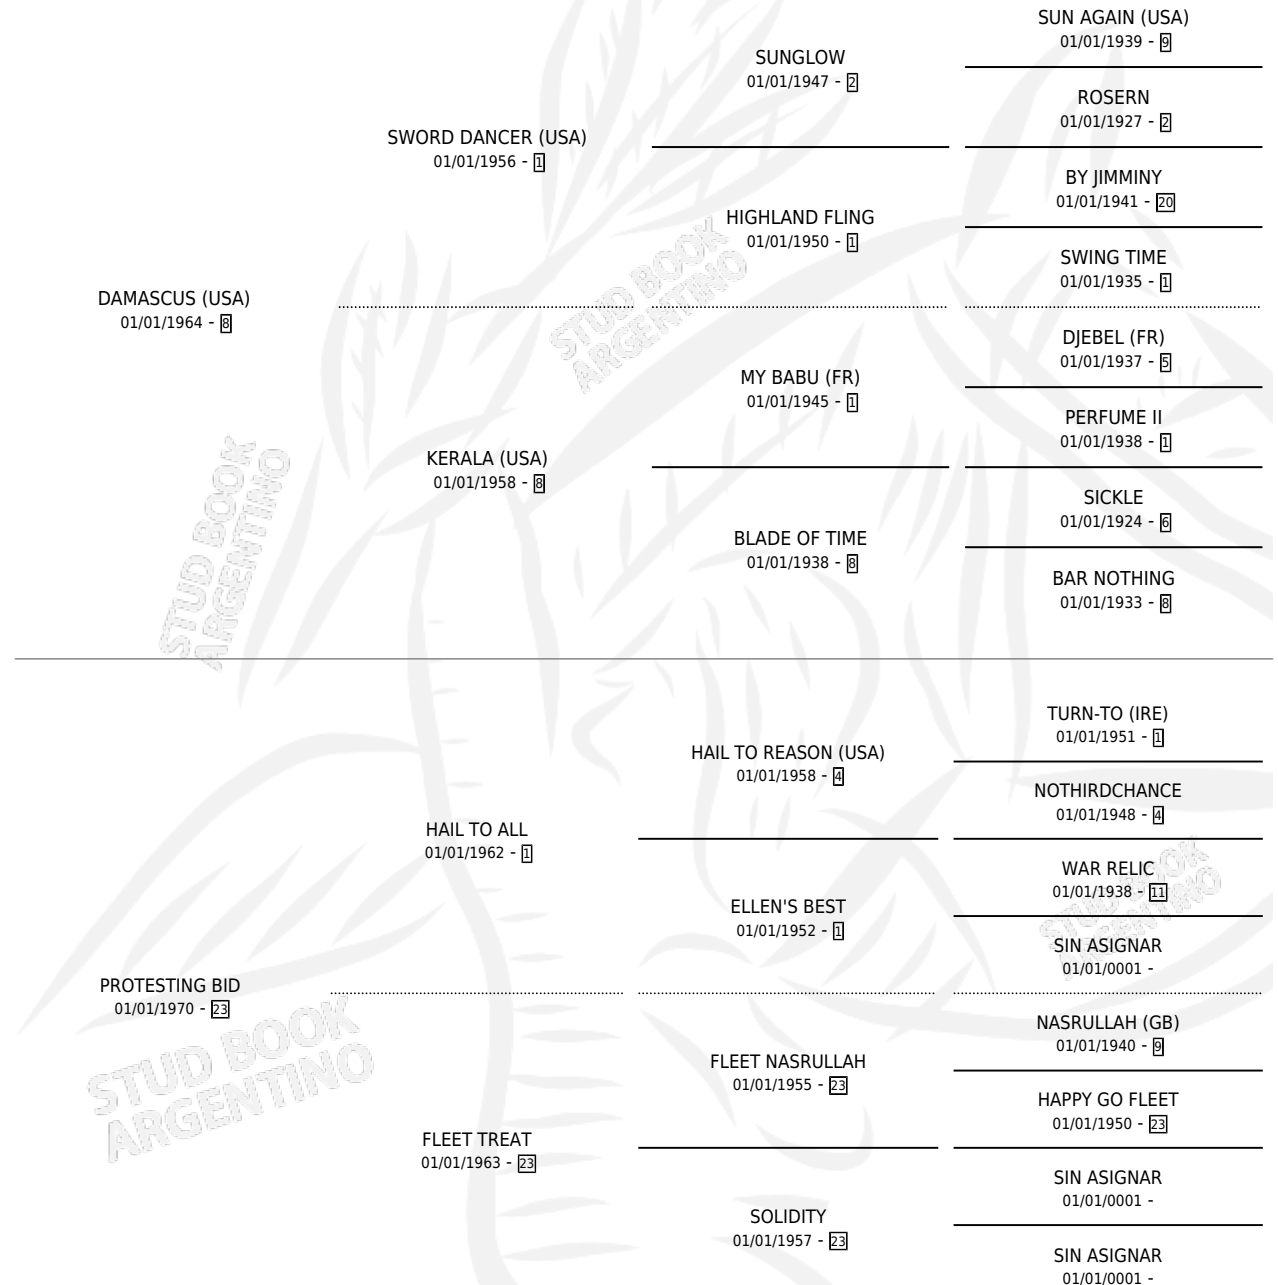 SUN AGAIN (USA)
01/01/1939 - 9
SUNGLOW
01/01/1947 - 2
ROSERN
01/01/1927 - 2
SWORD DANCER (USA)
01/01/1956 - 1
BY JIMMINY
01/01/1941 - 20
HIGHLAND FLING
01/01/1950 - 1
SWING TIME
01/01/1935 - 1
DAMASCUS (USA)
01/01/1964 - 8
DJEBEL (FR)
01/01/1937 - 5
MY BABU (FR)
01/01/1945 - 1
PERFUME II
01/01/1938 - 1
KERALA (USA)
01/01/1958 - 8
SICKLE
01/01/1924 - 6
BLADE OF TIME
01/01/1938 - 8
BAR NOTHING
01/01/1933 - 8
TURN-TO (IRE)
01/01/1951 - 1
HAIL TO REASON (USA)
01/01/1958 - 4
NOTHIRDCHANCE
01/01/1948 - 4
HAIL TO ALL
01/01/1962 - 1
WAR RELIC
01/01/1938 - 11
ELLEN'S BEST
01/01/1952 - 1
SIN ASIGNAR
01/01/0001 -
PROTESTING BID
01/01/1970 - 23
NASRULLAH (GB)
01/01/1940 - 9
FLEET NASRULLAH
01/01/1955 - 23
HAPPY GO FLEET
01/01/1950 - 23
FLEET TREAT
01/01/1963 - 23
SIN ASIGNAR
01/01/0001 -
SOLIDITY
01/01/1957 - 23
SIN ASIGNAR
01/01/0001 -
STUD BOOK
ARGENTINO
STUD BOOK
ARGENTINO
STUD BOOK
ARGENTINO
STUD BOOK
ARGENTINO